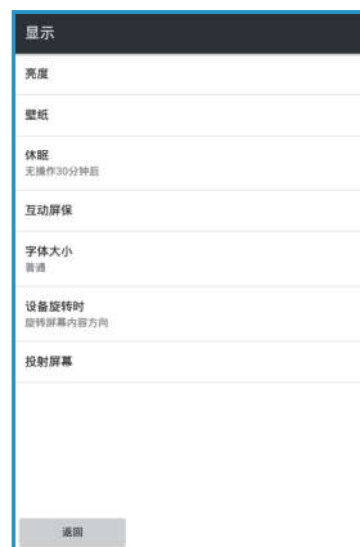 显示
亮度
壁纸
休眠
无操作30分钟后
互动屏保
字体大小
普通
设备旋转时
旋转屏幕内容方向
投射屏幕
返回